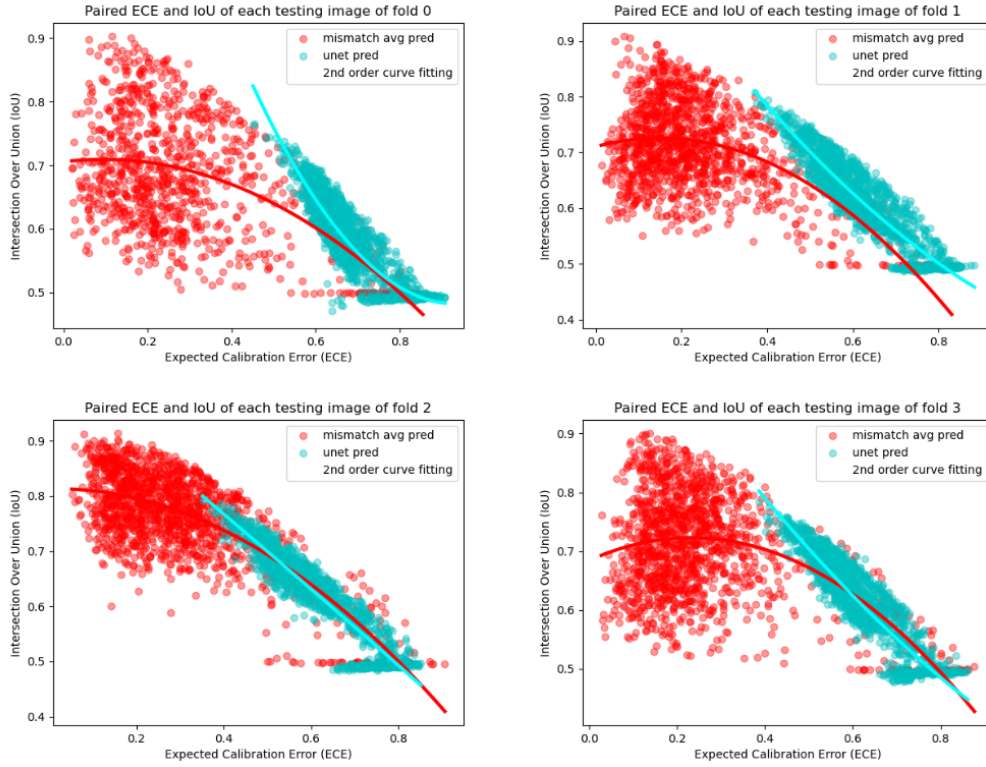 Paired ECE and IoU of each testing image of fold 0
mismatch avg pred
unet pred
2nd order curve fitting
Intersection Over Union (IoU)
0.9
0.8
0.7
0.6
0.5
0.0 0.2 0.4 0.6 0.8
Expected Calibration Error (ECE)
Paired ECE and IoU of each testing image of fold 1
mismatch avg pred
unet pred
2nd order curve fitting
Intersection Over Union (IoU)
0.9
0.8
0.7
0.6
0.5
0.4
0.0 0.2 0.4 0.6 0.8
Expected Calibration Error (ECE)
Paired ECE and IoU of each testing image of fold 2
mismatch avg pred
unet pred
2nd order curve fitting
Intersection Over Union (IoU)
0.9
0.8
0.7
0.6
0.5
0.4
0.2 0.4 0.6 0.8
Expected Calibration Error (ECE)
Paired ECE and IoU of each testing image of fold 3
mismatch avg pred
unet pred
2nd order curve fitting
Intersection Over Union (IoU)
0.9
0.8
0.7
0.6
0.5
0.0 0.2 0.4 0.6 0.8
Expected Calibration Error (ECE)